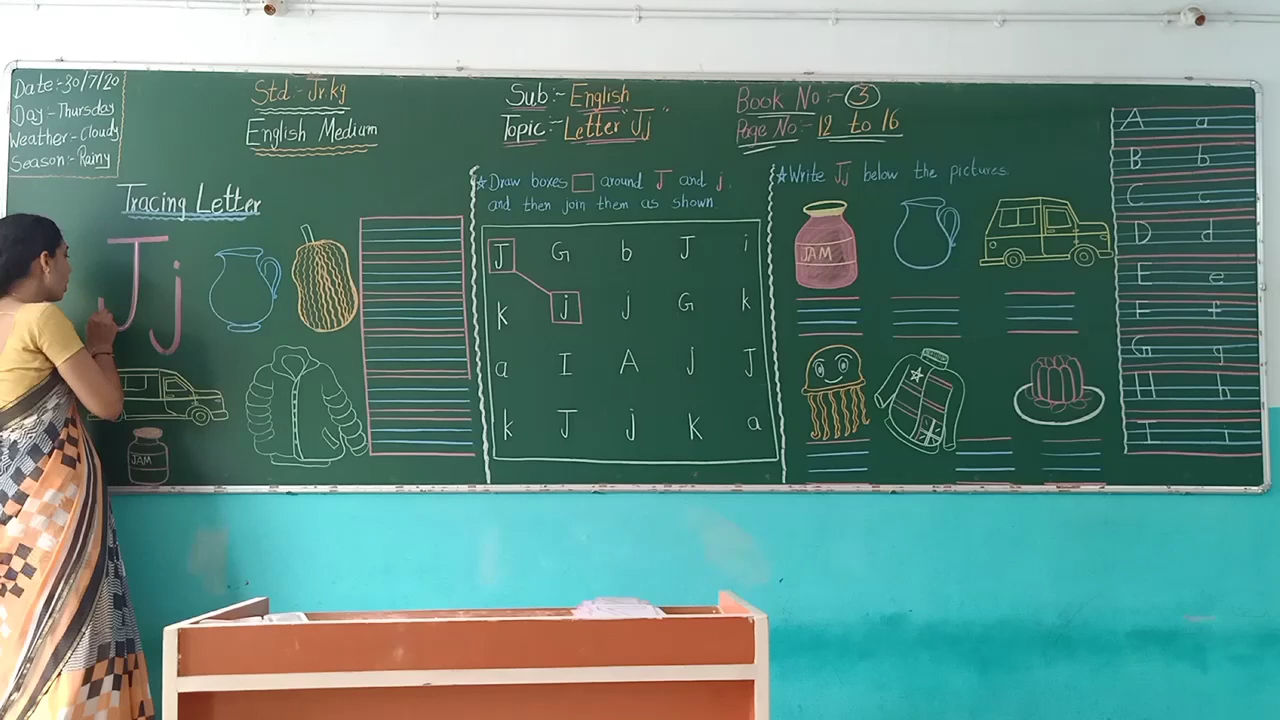 Date:-30/7/20
Day-Thursday
Weather-Cloudy
Season:-Rainy
Std.-Jr.kg
English Medium
Sub:- English
Topic:- Letter "Jj"
Book No:- 3
Page No:- 12 to 16
Tracing Letter
Jj
JAM
☆Draw boxes □ around J and j.
and then join them as shown.
J G b J i
k j j G k
a I A j J
k J j K a
☆Write Jj below the pictures.
JAM
A a
B b
C c
D d
E e
F f
G g
H h
I i